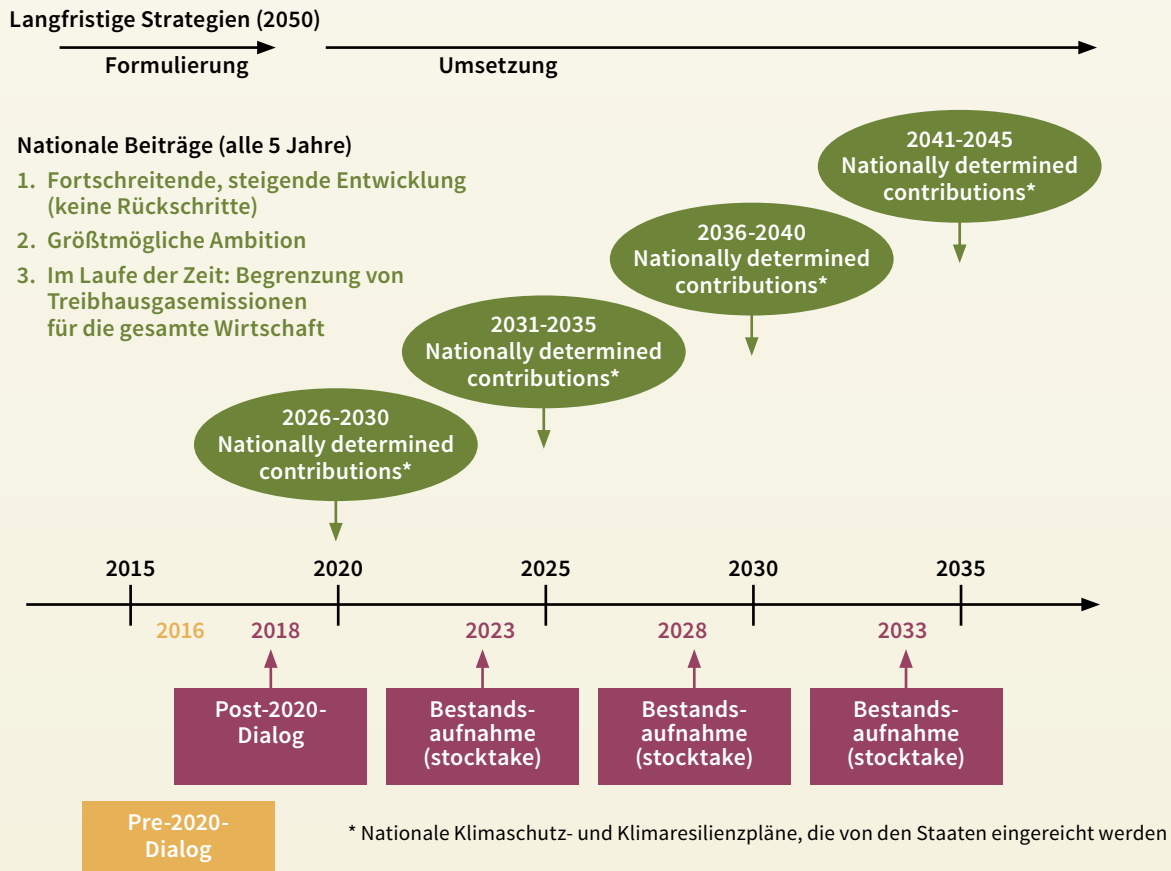 Langfristige Strategien (2050)
Formulierung
Umsetzung
Nationale Beiträge (alle 5 Jahre)
1. Fortschreitende, steigende Entwicklung
(keine Rückschritte)
2. Größtmögliche Ambition
3. Im Laufe der Zeit: Begrenzung von
Treibhausgasemissionen
für die gesamte Wirtschaft
2041-2045
Nationally determined
contributions*
2036-2040
Nationally determined
contributions*
2031-2035
Nationally determined
contributions*
2026-2030
Nationally determined
contributions*
2015
2020
2025
2030
2035
2016
2018
2023
2028
2033
Post-2020-
Dialog
Bestands-
aufnahme
(stocktake)
Bestands-
aufnahme
(stocktake)
Bestands-
aufnahme
(stocktake)
Pre-2020-
Dialog
* Nationale Klimaschutz- und Klimaresilienzpläne, die von den Staaten eingereicht werden